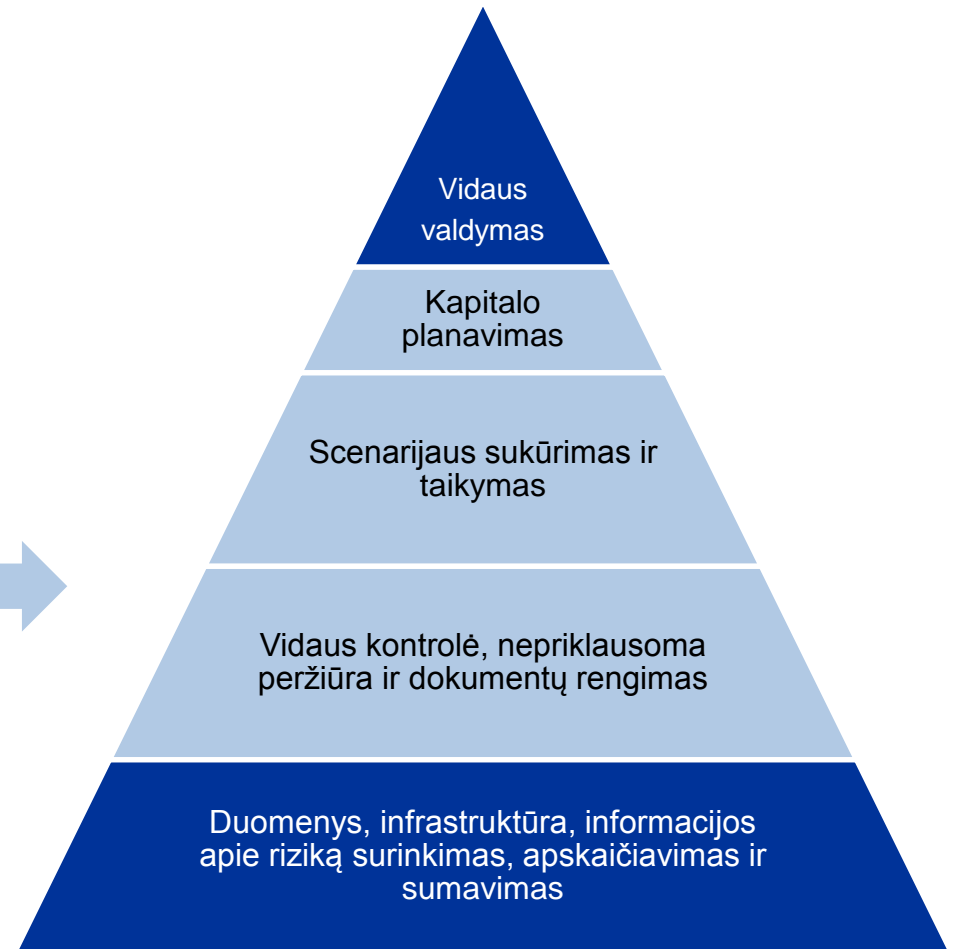 Vidaus
valdymas
Kapitalo
planavimas
Scenarijaus sukūrimas ir
taikymas
Vidaus kontrolė, nepriklausoma
peržiūra ir dokumentų rengimas
Duomenys, infrastruktūra, informacijos
apie riziką surinkimas, apskaičiavimas ir
sumavimas